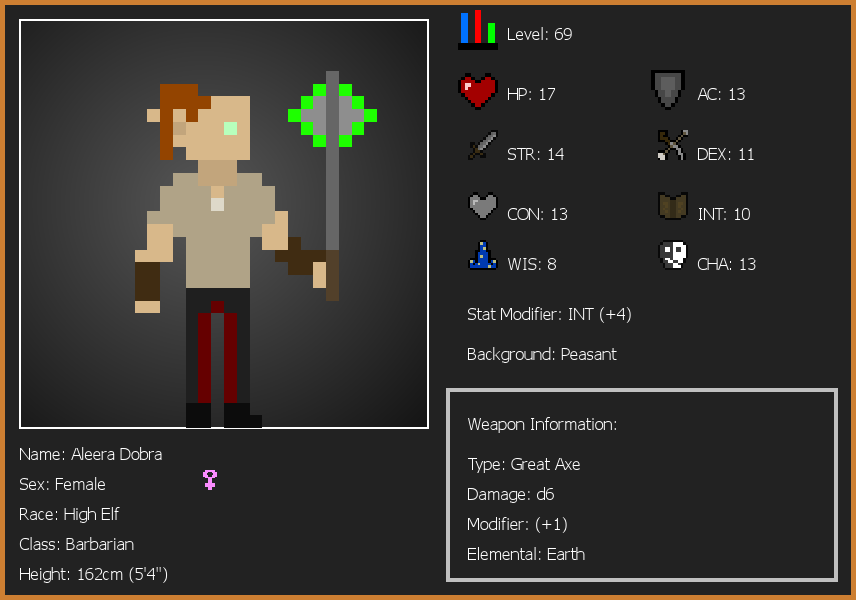 Level: 69
HP: 17
AC: 13
STR: 14
DEX: 11
CON: 13
INT: 10
WIS: 8
CHA: 13
Stat Modifier: INT (+4)
Background: Peasant
Weapon Information:
Type: Great Axe
Damage: d6
Modifier: (+1)
Elemental: Earth
Name: Aleera Dobra
Sex: Female
Race: High Elf
Class: Barbarian
Height: 162cm (5'4")